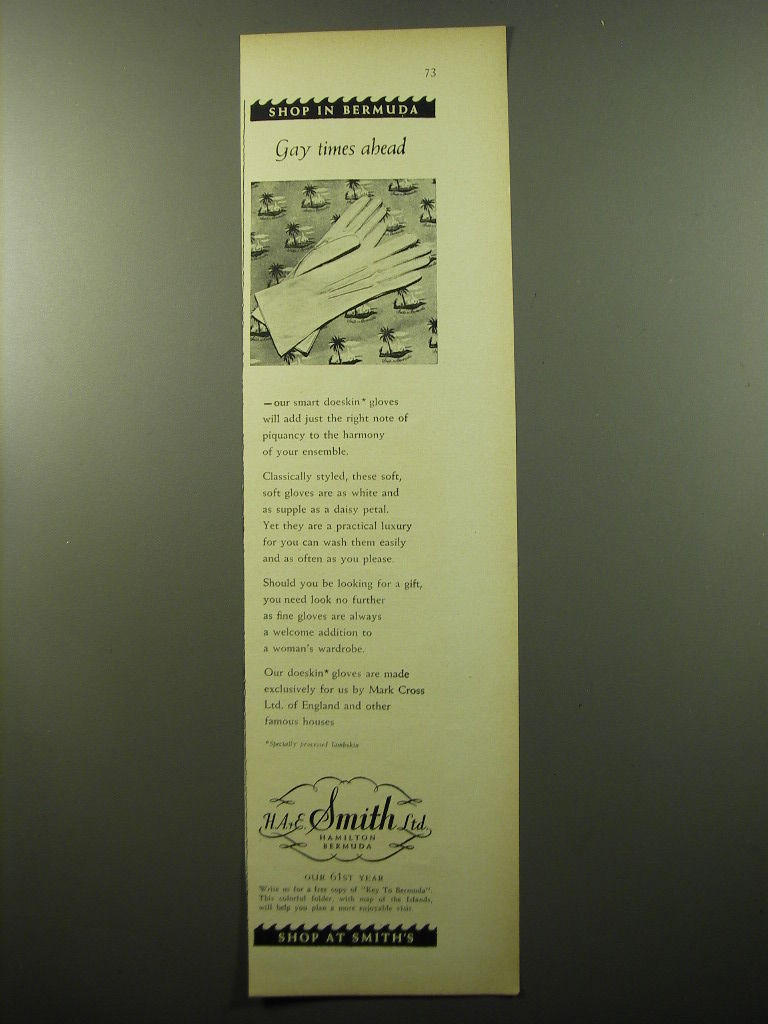 73
SHOP IN BERMUDA
Gay times ahead
—our smart doeskin* gloves
will add just the right note of
piquancy to the harmony
of your ensemble.
Classically styled, these soft,
soft gloves are as white and
as supple as a daisy petal.
Yet they are a practical luxury
for you can wash them easily
and as often as you please.
Should you be looking for a gift,
you need look no further
as fine gloves are always
a welcome addition to
a woman's wardrobe.
Our doeskin* gloves are made
exclusively for us by Mark Cross
Ltd. of England and other
famous houses
*Specially processed lambskin
H.A.&E. Smith Ltd.
HAMILTON
BERMUDA
OUR 61ST YEAR
Write us for a free copy of "Key To Bermuda".
This colorful folder, with map of the Islands,
will help you plan a more enjoyable visit.
SHOP AT SMITH'S